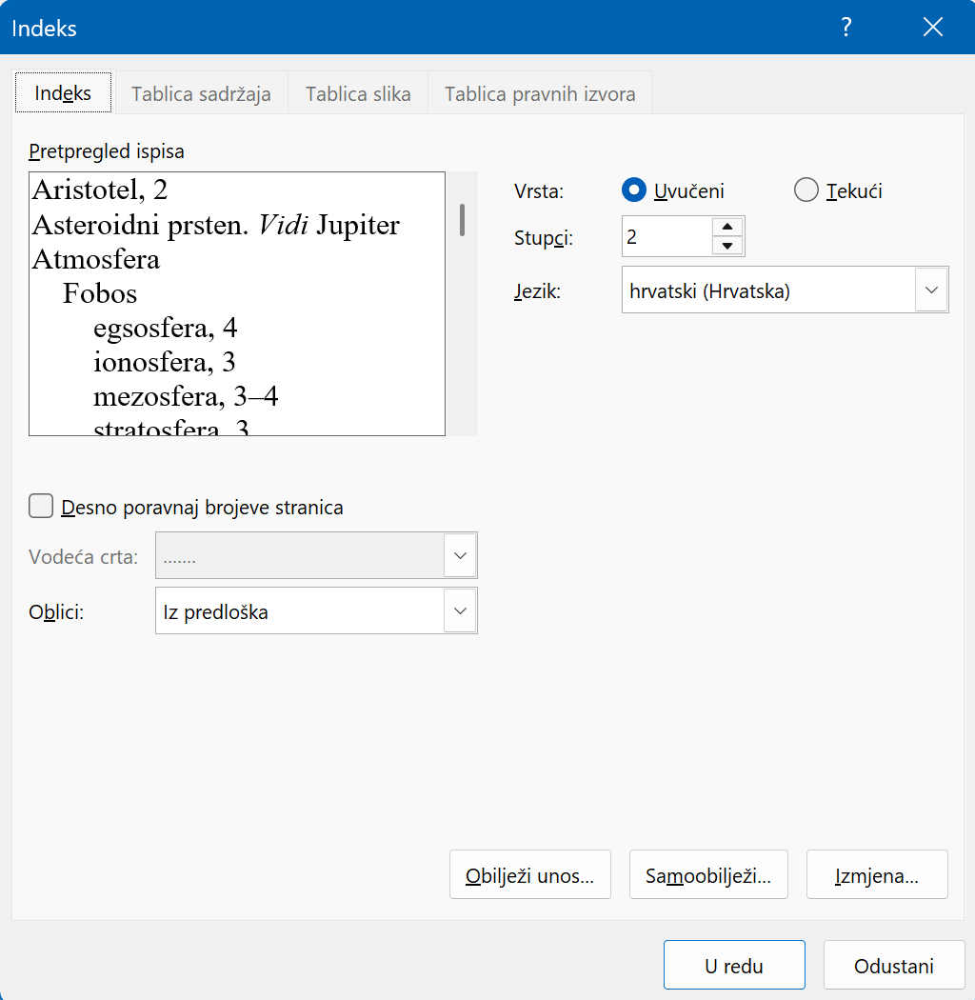 Indeks ?
Indeks Tablica sadržaja Tablica slika Tablica pravnih izvora
Pretpregled ispisa
Aristotel, 2
Asteroidni prsten. Vidi Jupiter
Atmosfera
Fobos
egsosfera, 4
ionosfera, 3
mezosfera, 3–4
stratosfera, 3
Vrsta: Uvučeni Tekući
Stupci: 2
Jezik: hrvatski (Hrvatska)
Desno poravnaj brojeve stranica
Vodeća crta: .......
Oblici: Iz predloška
Obilježi unos... Samoobilježi... Izmjena...
U redu Odustani